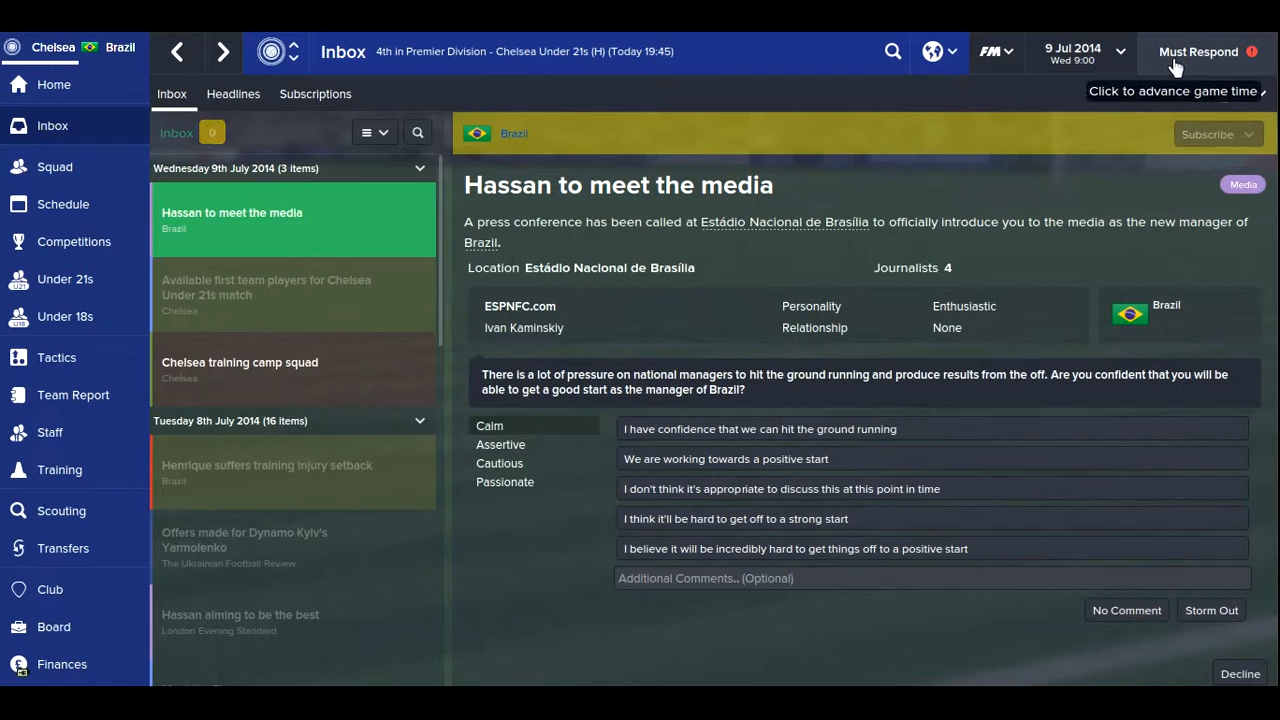 Chelsea Brazil
Inbox 4th in Premier Division - Chelsea Under 21s (H) (Today 19:45)
FM
9 Jul 2014
Wed 9:00
Must Respond
Click to advance game time
Home
Inbox
Squad
Schedule
Competitions
Under 21s
Under 18s
Tactics
Team Report
Staff
Training
Scouting
Transfers
Club
Board
Finances
Inbox Headlines Subscriptions
Inbox 0
Wednesday 9th July 2014 (3 items)
Hassan to meet the media
Brazil
Available first team players for Chelsea
Under 21s match
Chelsea
Chelsea training camp squad
Chelsea
Tuesday 8th July 2014 (16 items)
Henrique suffers training injury setback
Brazil
Offers made for Dynamo Kyiv's
Yarmolenko
The Ukrainian Football Review
Hassan aiming to be the best
London Evening Standard
Brazil
Subscribe
Hassan to meet the media
Media
A press conference has been called at Estádio Nacional de Brasília to officially introduce you to the media as the new manager of
Brazil.
Location Estádio Nacional de Brasília Journalists 4
ESPNFC.com Personality Enthusiastic
Ivan Kaminskiy Relationship None
Brazil
There is a lot of pressure on national managers to hit the ground running and produce results from the off. Are you confident that you will be
able to get a good start as the manager of Brazil?
Calm
Assertive
Cautious
Passionate
I have confidence that we can hit the ground running
We are working towards a positive start
I don't think it's appropriate to discuss this at this point in time
I think it'll be hard to get off to a strong start
I believe it will be incredibly hard to get things off to a positive start
Additional Comments.. (Optional)
No Comment Storm Out
Decline